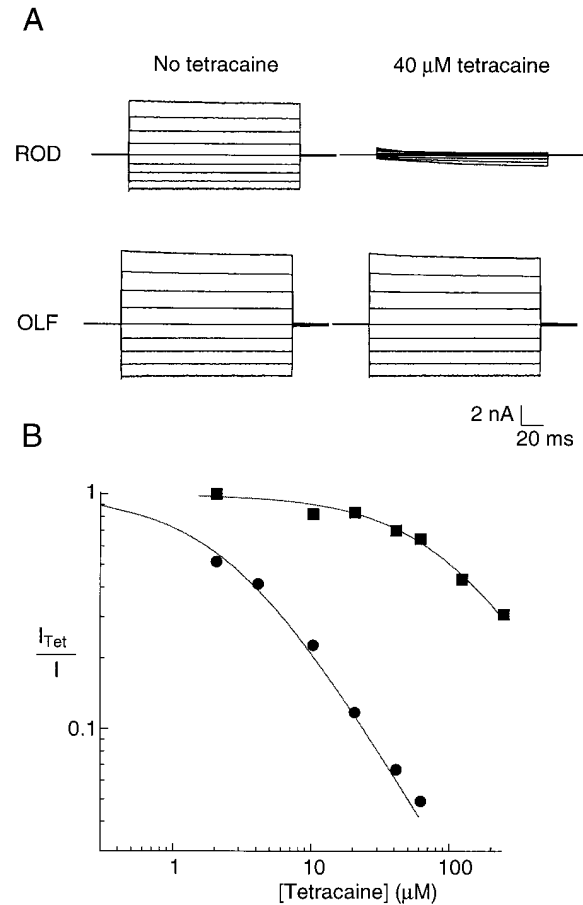 A
No tetracaine
40 μM tetracaine
ROD
OLF
2 nA
20 ms
B
1
I_Tet
I
0.1
1
10
100
[Tetracaine] (μM)